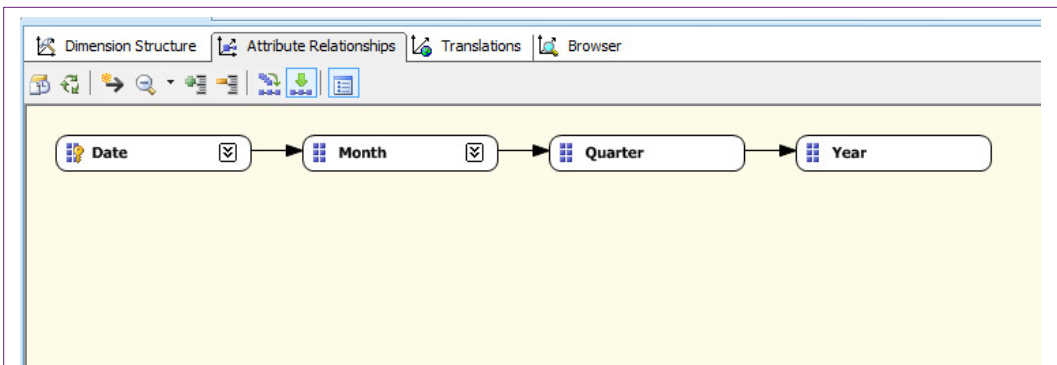 Dimension Structure Attribute Relationships Translations Browser
Date Month Quarter Year